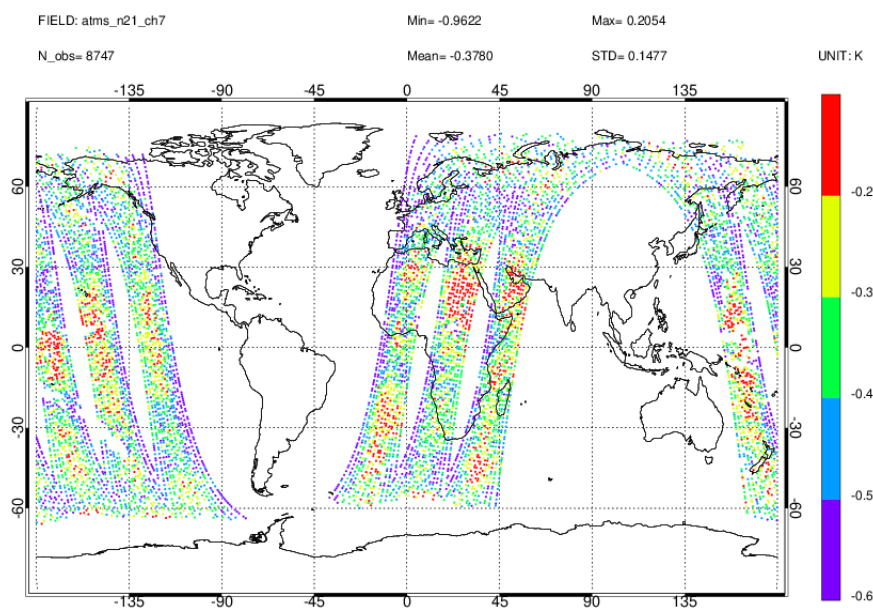 FIELD: atms_n21_ch7 Min= -0.9622 Max= 0.2054
N_obs= 8747 Mean= -0.3780 STD= 0.1477 UNIT: K
-135 -90 -45 0 45 90 135
60 60
30 30
0 0
-30 -30
-60 -60
-135 -90 -45 0 45 90 135
-0.2
-0.3
-0.4
-0.5
-0.6